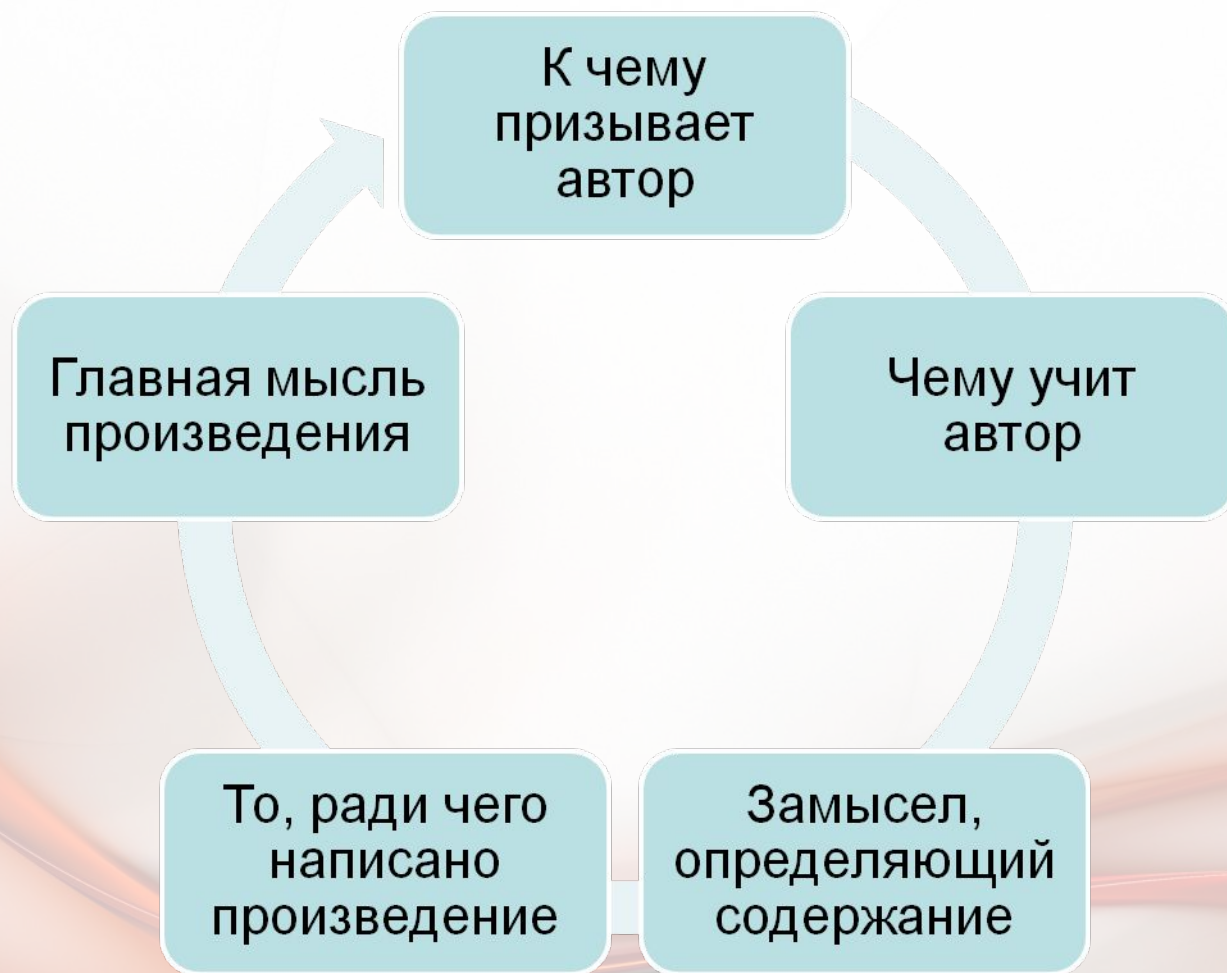 К чему
призывает
автор
Чему учит
автор
Замысел,
определяющий
содержание
То, ради чего
написано
произведение
Главная мысль
произведения